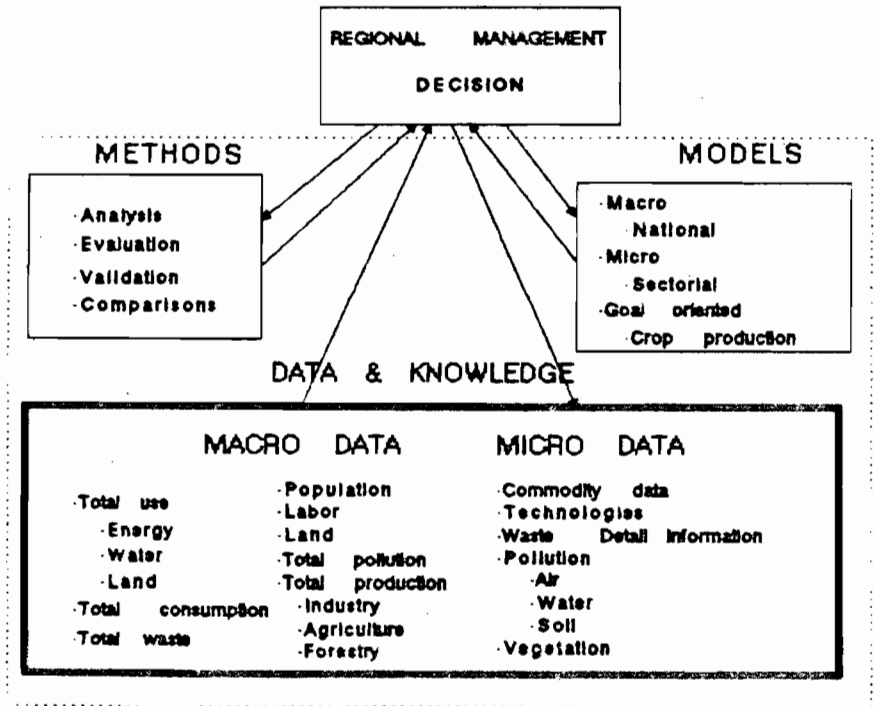 REGIONAL MANAGEMENT
DECISION
METHODS
·Analysis
·Evaluation
·Validation
·Comparisons
MODELS
·Macro
·National
·Micro
·Sectorial
·Goal oriented
·Crop production
DATA & KNOWLEDGE
MACRO DATA
·Total use
·Energy
·Water
·Land
·Total consumption
·Total waste
·Population
·Labor
·Land
·Total pollution
·Total production
·Industry
·Agriculture
·Forestry
MICRO DATA
·Commodity data
·Technologies
·Waste Detail Information
·Pollution
·Air
·Water
·Soil
·Vegetation